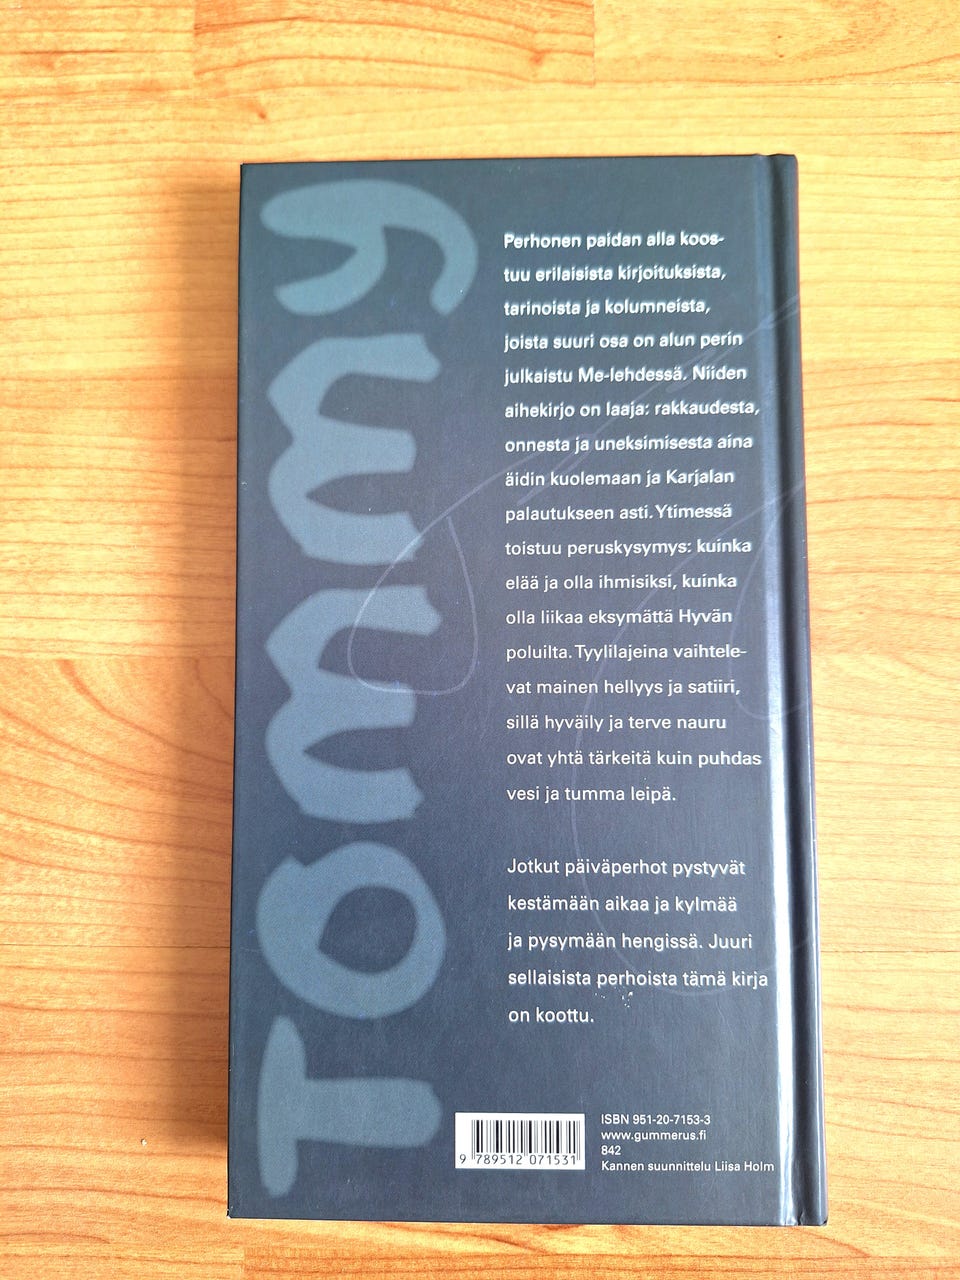 Tommy
Perhonen paidan alla koos-
tuu erilaisista kirjoituksista,
tarinoista ja kolumneista,
joista suuri osa on alun perin
julkaistu Me-lehdessä. Niiden
aihekirjo on laaja: rakkaudesta,
onnesta ja uneksimisesta aina
äidin kuolemaan ja Karjalan
palautukseen asti. Ytimessä
toistuu peruskysymys: kuinka
elää ja olla ihmisiksi, kuinka
olla liikaa eksymättä Hyvän
poluilta. Tyylilajeina vaihtele-
vat mainen hellyys ja satiiri,
sillä hyväily ja terve nauru
ovat yhtä tärkeitä kuin puhdas
vesi ja tumma leipä.
Jotkut päiväperhot pystyvät
kestämään aikaa ja kylmää
ja pysymään hengissä. Juuri
sellaisista perhoista tämä kirja
on koottu.
9 789512 071531
ISBN 951-20-7153-3
www.gummerus.fi
842
Kannen suunnittelu Liisa Holm